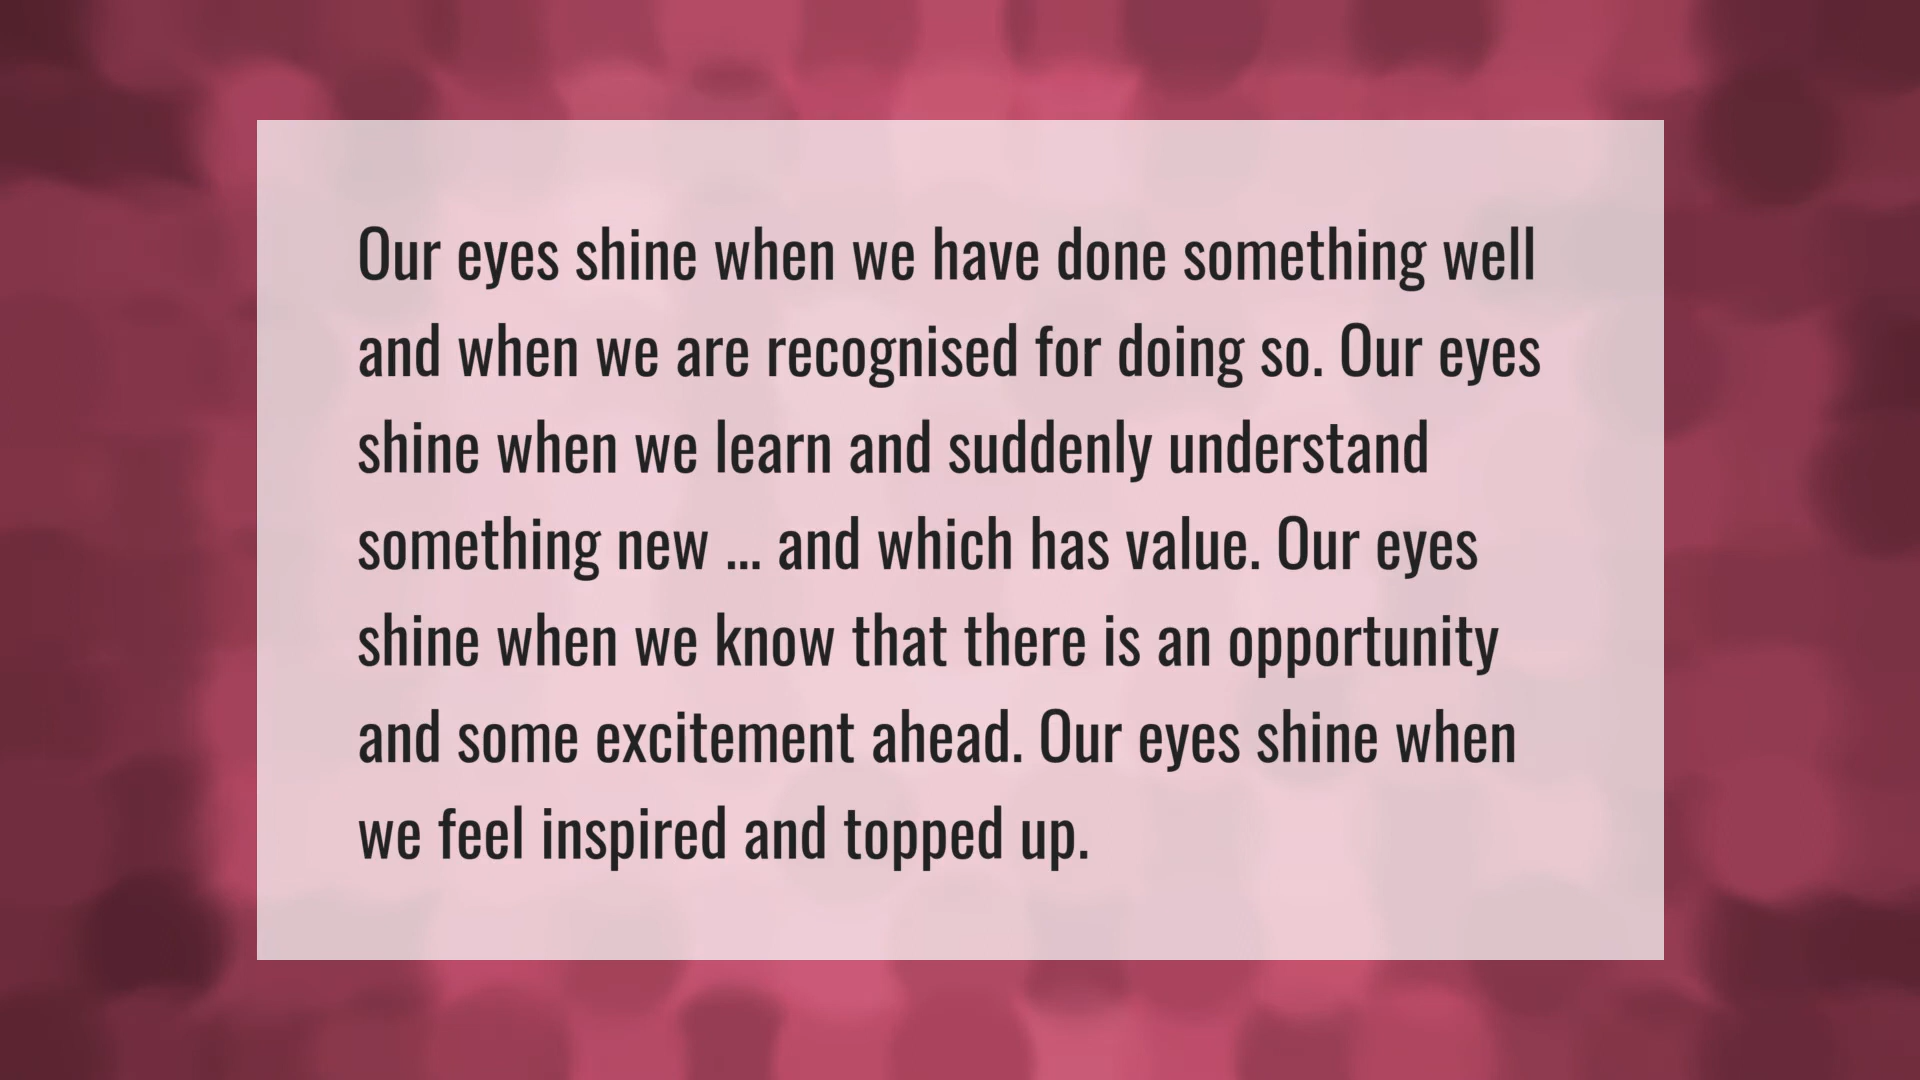 Our eyes shine when we have done something well
and when we are recognised for doing so. Our eyes
shine when we learn and suddenly understand
something new ... and which has value. Our eyes
shine when we know that there is an opportunity
and some excitement ahead. Our eyes shine when
we feel inspired and topped up.